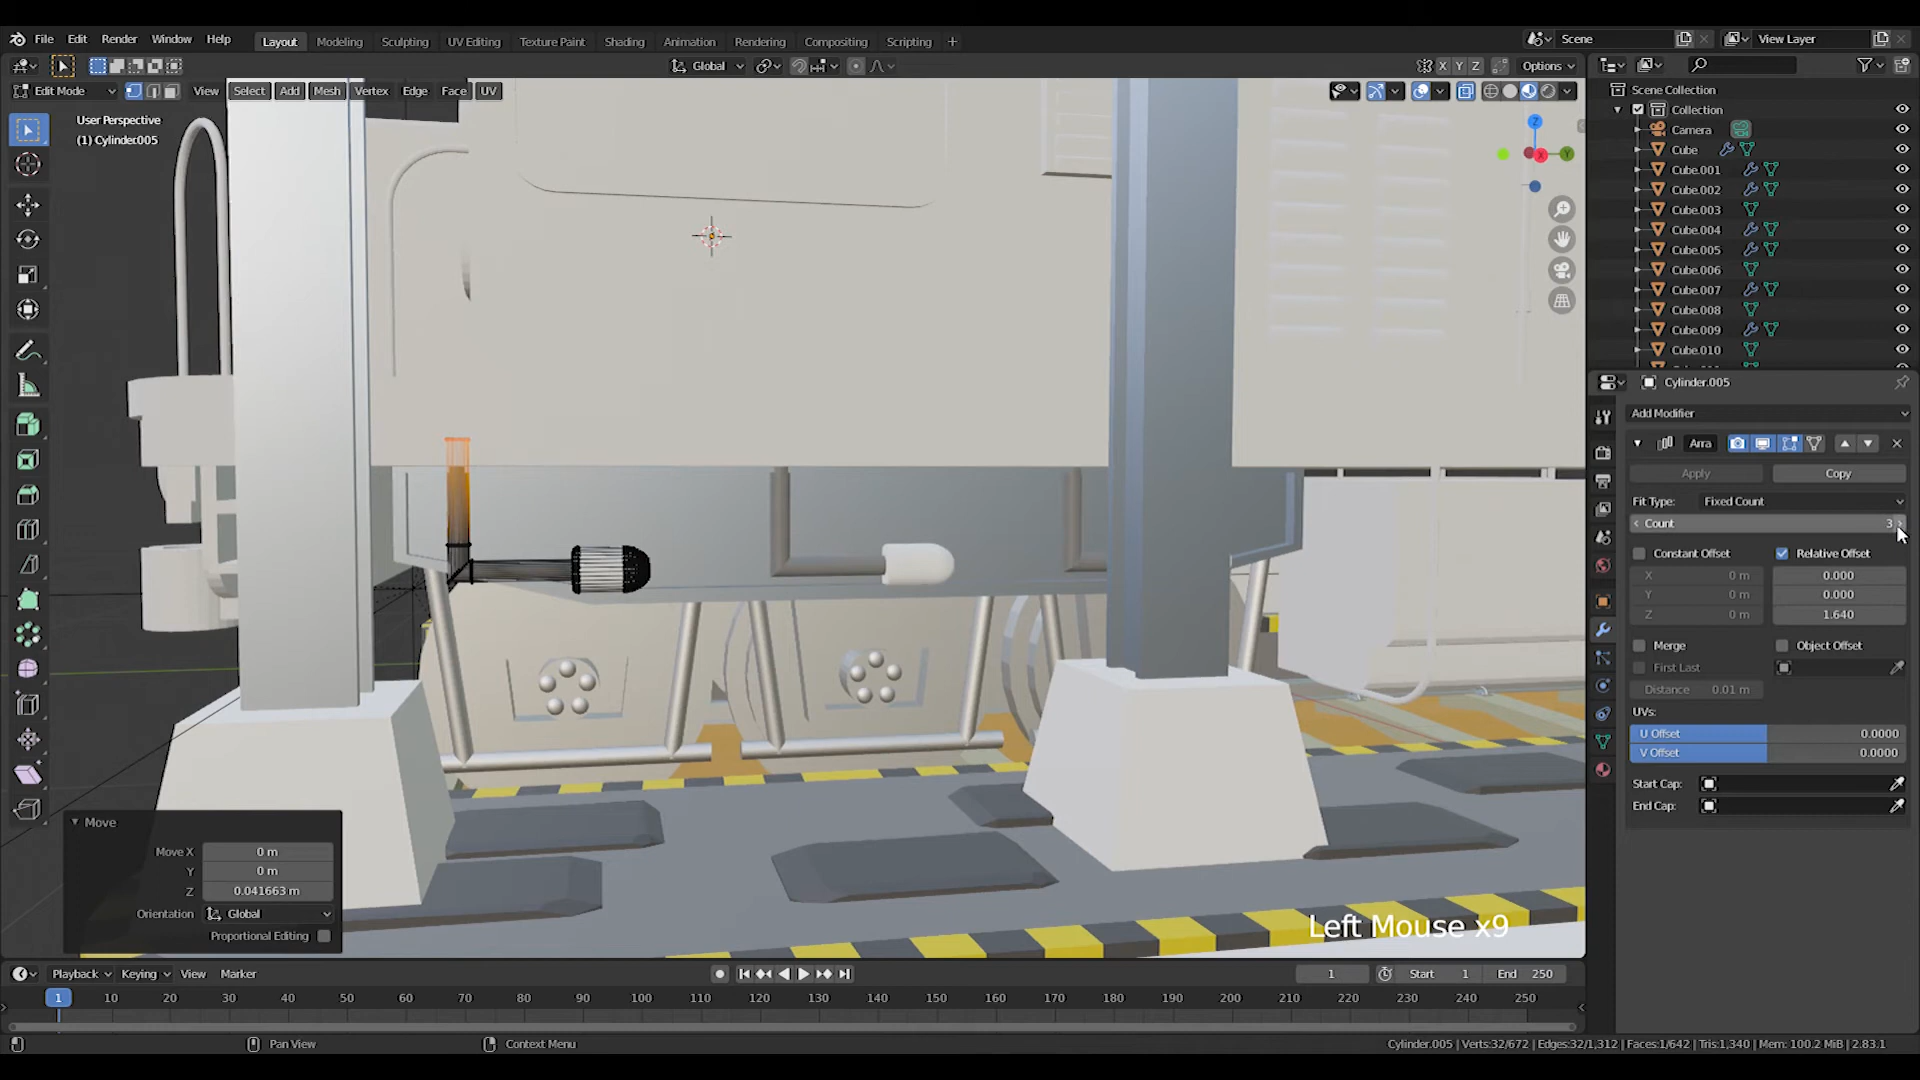 File Edit Render Window Help Layout Modeling Sculpting UV Editing Texture Paint Shading Animation Rendering Compositing Scripting + Scene View Layer
Global X Y Z Options
Edit Mode View Select Add Mesh Vertex Edge Face UV
User Perspective
(1) Cylinder.005
Z
Y
X
Scene Collection
Collection
Camera
Cube
Cube.001
Cube.002
Cube.003
Cube.004
Cube.005
Cube.006
Cube.007
Cube.008
Cube.009
Cube.010
Cylinder.005
Add Modifier
Arra
Apply Copy
Fit Type: Fixed Count
Count 3
Constant Offset Relative Offset
X 0 m 0.000
Y 0 m 0.000
Z 0 m 1.640
Merge Object Offset
First Last
Distance 0.01 m
UVs:
U Offset 0.0000
V Offset 0.0000
Start Cap:
End Cap:
Move
Move X 0 m
Y 0 m
Z 0.041663 m
Orientation Global
Proportional Editing
Left Mouse x9
Playback Keying View Marker 1 Start 1 End 250
1 10 20 30 40 50 60 70 80 90 100 110 120 130 140 150 160 170 180 190 200 210 220 230 240 250
Pan View Context Menu Cylinder.005 | Verts:32/672 | Edges:32/1,312 | Faces:1/642 | Tris:1,340 | Mem: 100.2 MiB | 2.83.1